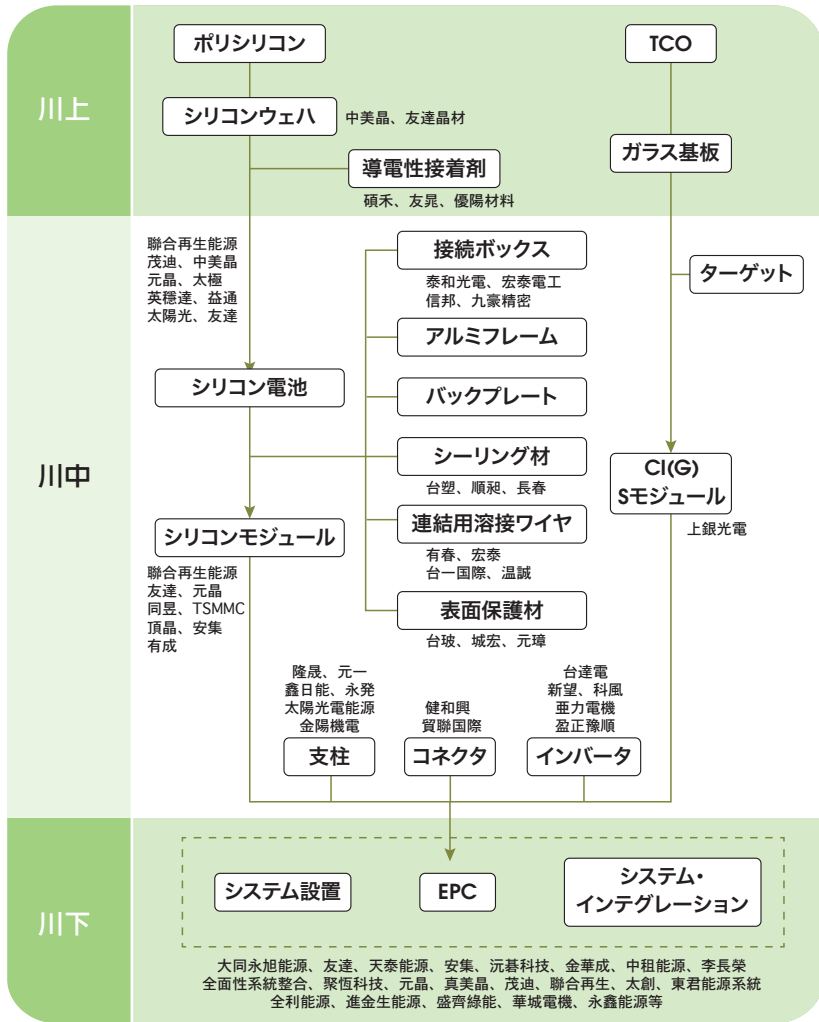 川上
ポリシリコン
TCO
シリコンウェハ
中美晶、友達晶材
ガラス基板
導電性接着剤
碩禾、友晁、優陽材料
川中
聯合再生能源
茂迪、中美晶
元晶、太極
英穩達、益通
太陽光、友達
接続ボックス
泰和光電、宏泰電工
信邦、九豪精密
ターゲット
アルミフレーム
シリコン電池
バックプレート
シーリング材
台塑、順昶、長春
CI(G)
Sモジュール
上銀光電
シリコンモジュール
聯合再生能源
友達、元晶
同昱、TSMMC
頂晶、安集
有成
連結用溶接ワイヤ
有春、宏泰
台一国際、温誠
表面保護材
台玻、城宏、元璋
隆晟、元一
鑫日能、永発
太陽光電能源
金陽機電
支柱
健和興
貿聯国際
コネクタ
台達電
新望、科風
亜力電機
盈正豫順
インバータ
川下
システム設置
EPC
システム・
インテグレーション
大同永旭能源、友達、天泰能源、安集、沅碁科技、金華成、中租能源、李長榮
全面性系統整合、聚恆科技、元晶、真美晶、茂迪、聯合再生、太創、東君能源系統
全利能源、進金生能源、盛齊綠能、華城電機、永鑫能源等